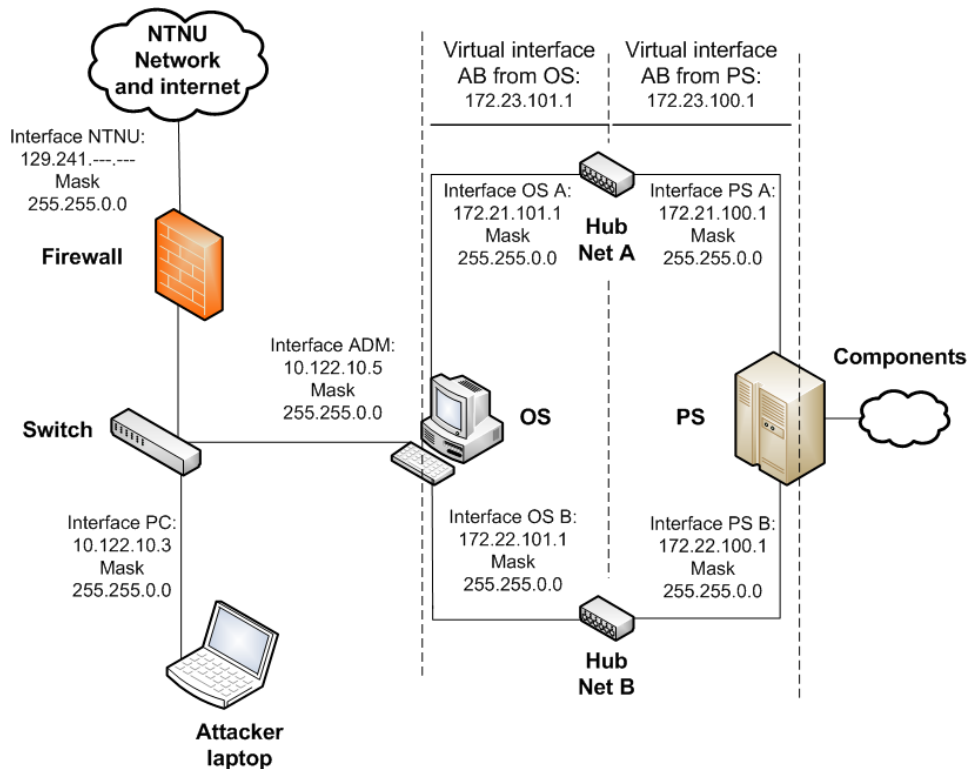 NTNU
Network
and internet
Virtual interface
AB from OS:
172.23.101.1
Virtual interface
AB from PS:
172.23.100.1
Interface NTNU:
129.241.---.---
Mask
255.255.0.0
Firewall
Interface OS A:
172.21.101.1
Mask
255.255.0.0
Hub
Net A
Interface PS A:
172.21.100.1
Mask
255.255.0.0
Interface ADM:
10.122.10.5
Mask
255.255.0.0
Components
Switch
OS
PS
Interface PC:
10.122.10.3
Mask
255.255.0.0
Interface OS B:
172.22.101.1
Mask
255.255.0.0
Interface PS B:
172.22.100.1
Mask
255.255.0.0
Hub
Net B
Attacker
laptop